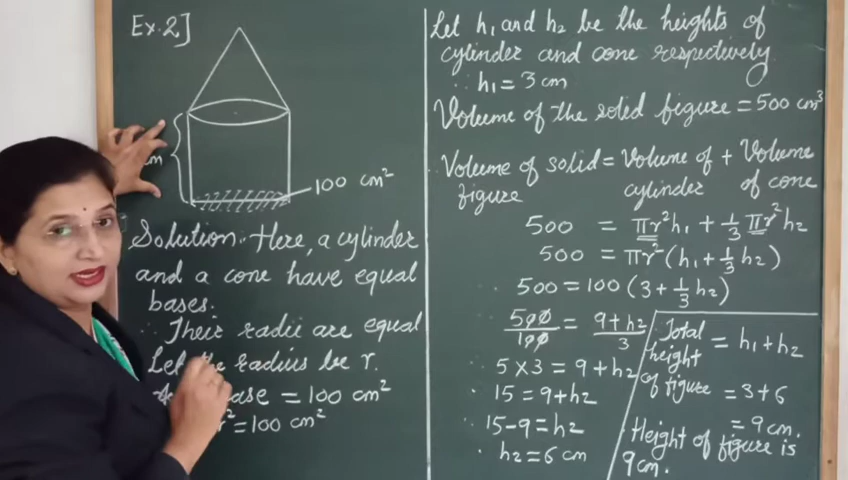 Ex.2]
m
100 cm²
Solution:- Here, a cylinder
and a cone have equal
bases.
∴ Their radii are equal
Let the radius be r.
= 100 cm²
= 100 cm²
Let h₁ and h₂ be the heights of
cylinder and cone respectively
∴ h₁ = 3 cm
Volume of the solid figure = 500 cm³
Volume of solid figure = Volume of cylinder + Volume of cone
500 = πr²h₁ + 1/3 πr²h₂
500 = πr²(h₁ + 1/3 h₂)
∴ 500 = 100 (3 + 1/3 h₂)
500/100 = 9+h₂/3
∴ 5 × 3 = 9 + h₂
∴ 15 = 9 + h₂
∴ 15 - 9 = h₂
∴ h₂ = 6 cm
Total height of figure = h₁ + h₂
= 3 + 6
= 9 cm.
Height of figure is
9 cm.